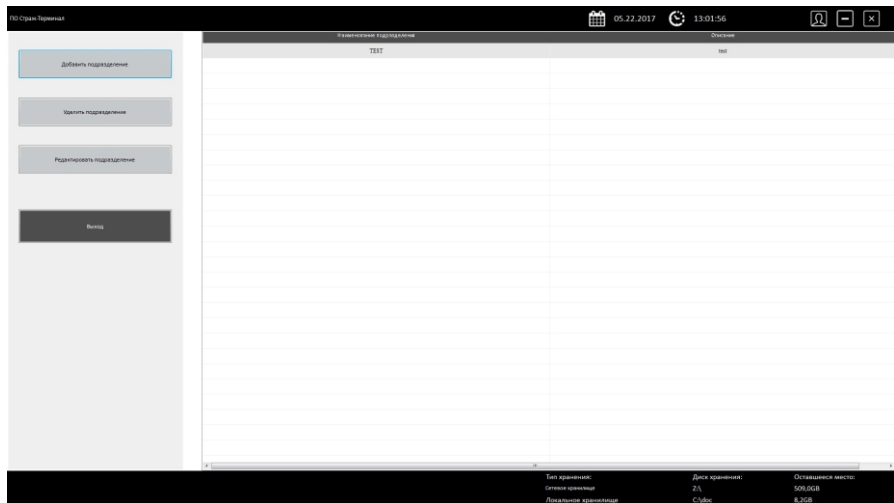 ПО Страж-Терминал 05.22.2017 13:01:56
Наименование подразделения Описание
TEST test
Добавить подразделение
Удалить подразделение
Редактировать подразделение
Выход
Тип хранения: Диск хранения: Оставшееся место:
Сетевое хранилище Z:\ 509,0GB
Локальное хранилище C:\doc 8,2GB